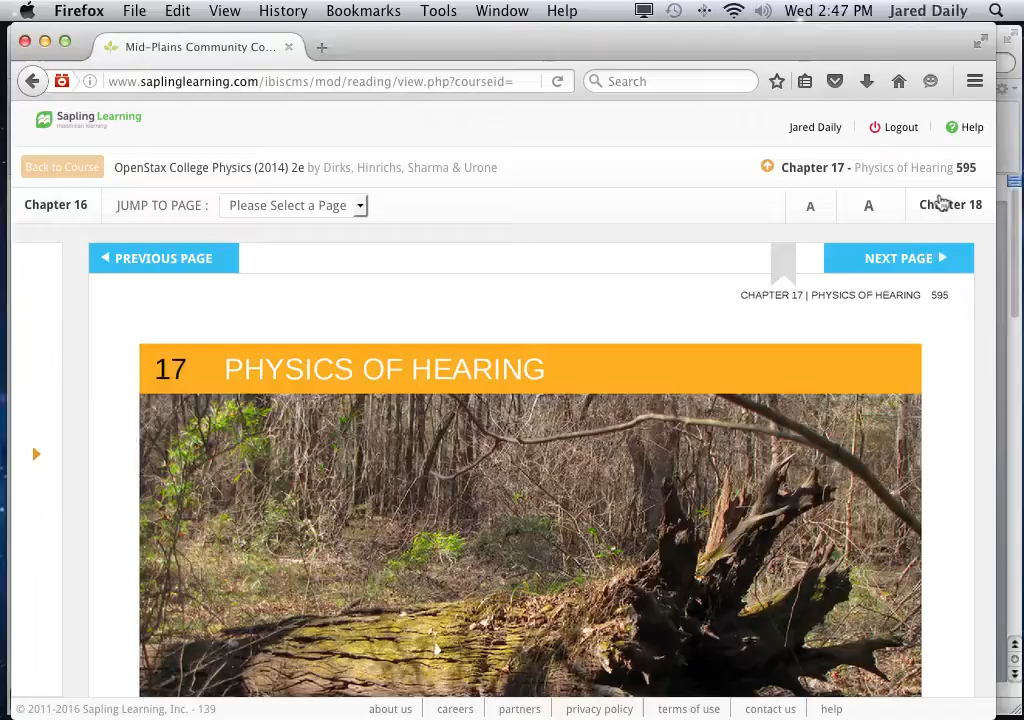 Firefox File Edit View History Bookmarks Tools Window Help Wed 2:47 PM Jared Daily
Mid-Plains Community Co...
www.saplinglearning.com/ibiscms/mod/reading/view.php?courseid= Search
Sapling Learning
macmillan learning
Jared Daily Logout Help
Back to Course OpenStax College Physics (2014) 2e by Dirks, Hinrichs, Sharma & Urone Chapter 17 - Physics of Hearing 595
Chapter 16 JUMP TO PAGE : Please Select a Page A A Chapter 18
PREVIOUS PAGE NEXT PAGE
CHAPTER 17 | PHYSICS OF HEARING 595
17 PHYSICS OF HEARING
© 2011-2016 Sapling Learning, Inc. - 139 about us careers partners privacy policy terms of use contact us help